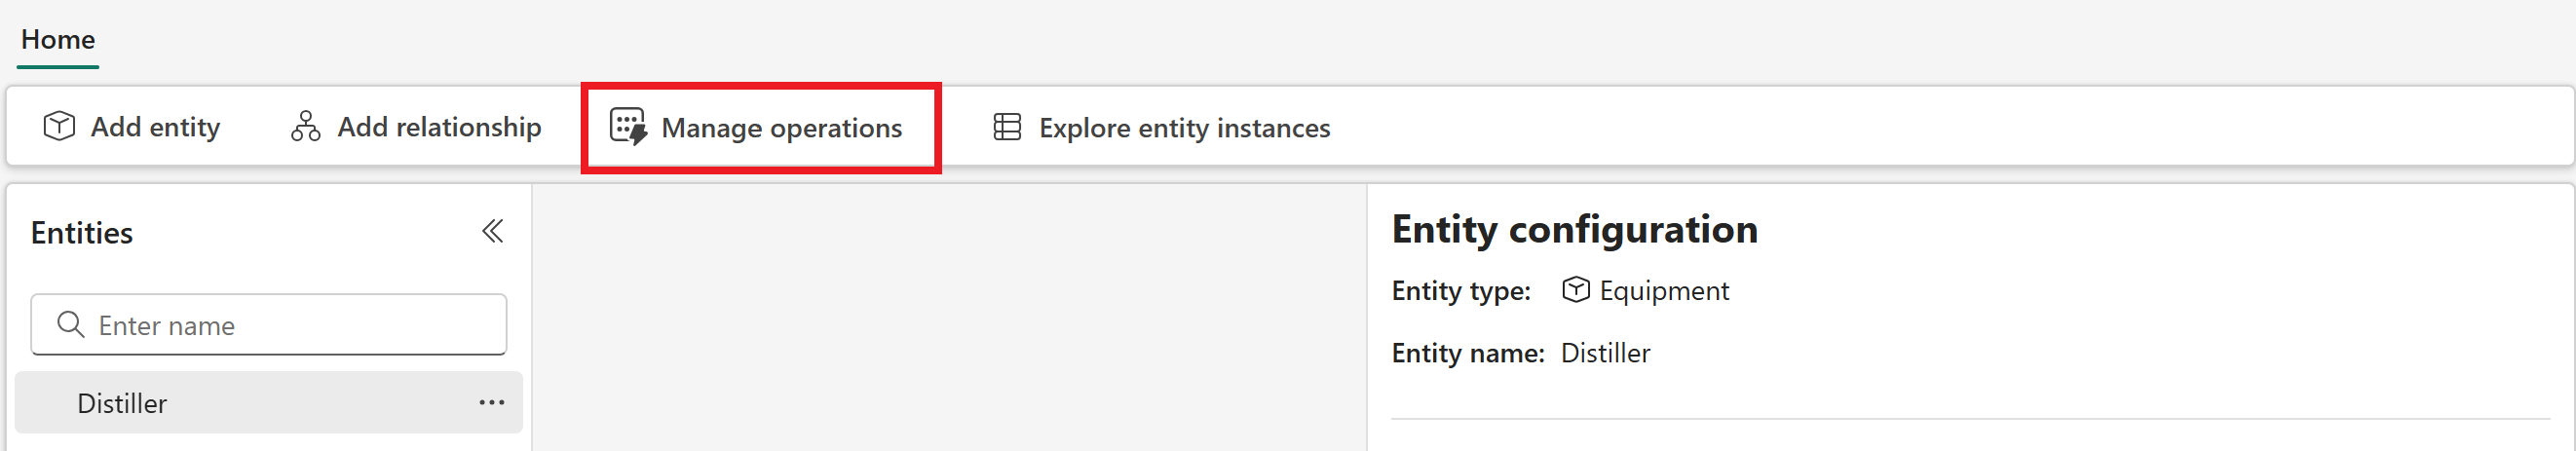 Home
Add entity
Add relationship
Manage operations
Explore entity instances
Entities
Enter name
Distiller
Entity configuration
Entity type: Equipment
Entity name: Distiller